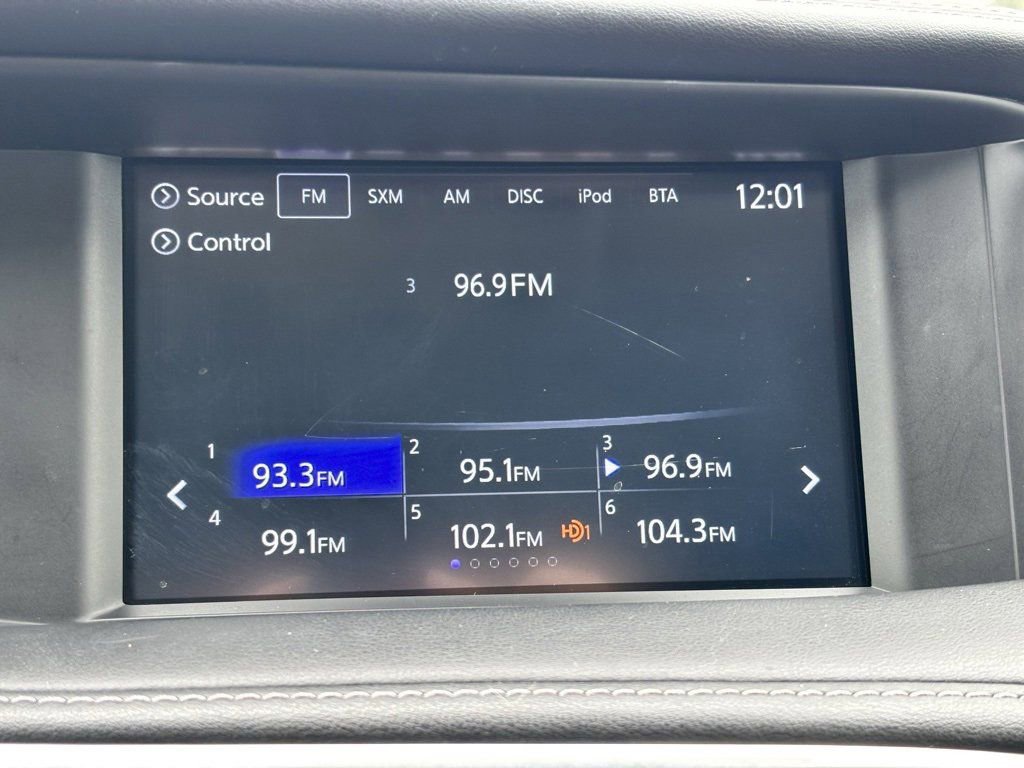 Source FM SXM AM DISC iPod BTA 12:01
Control
3 96.9FM
1 93.3FM 2 95.1FM 3 96.9FM
4 99.1FM 5 102.1FM HD1 6 104.3FM